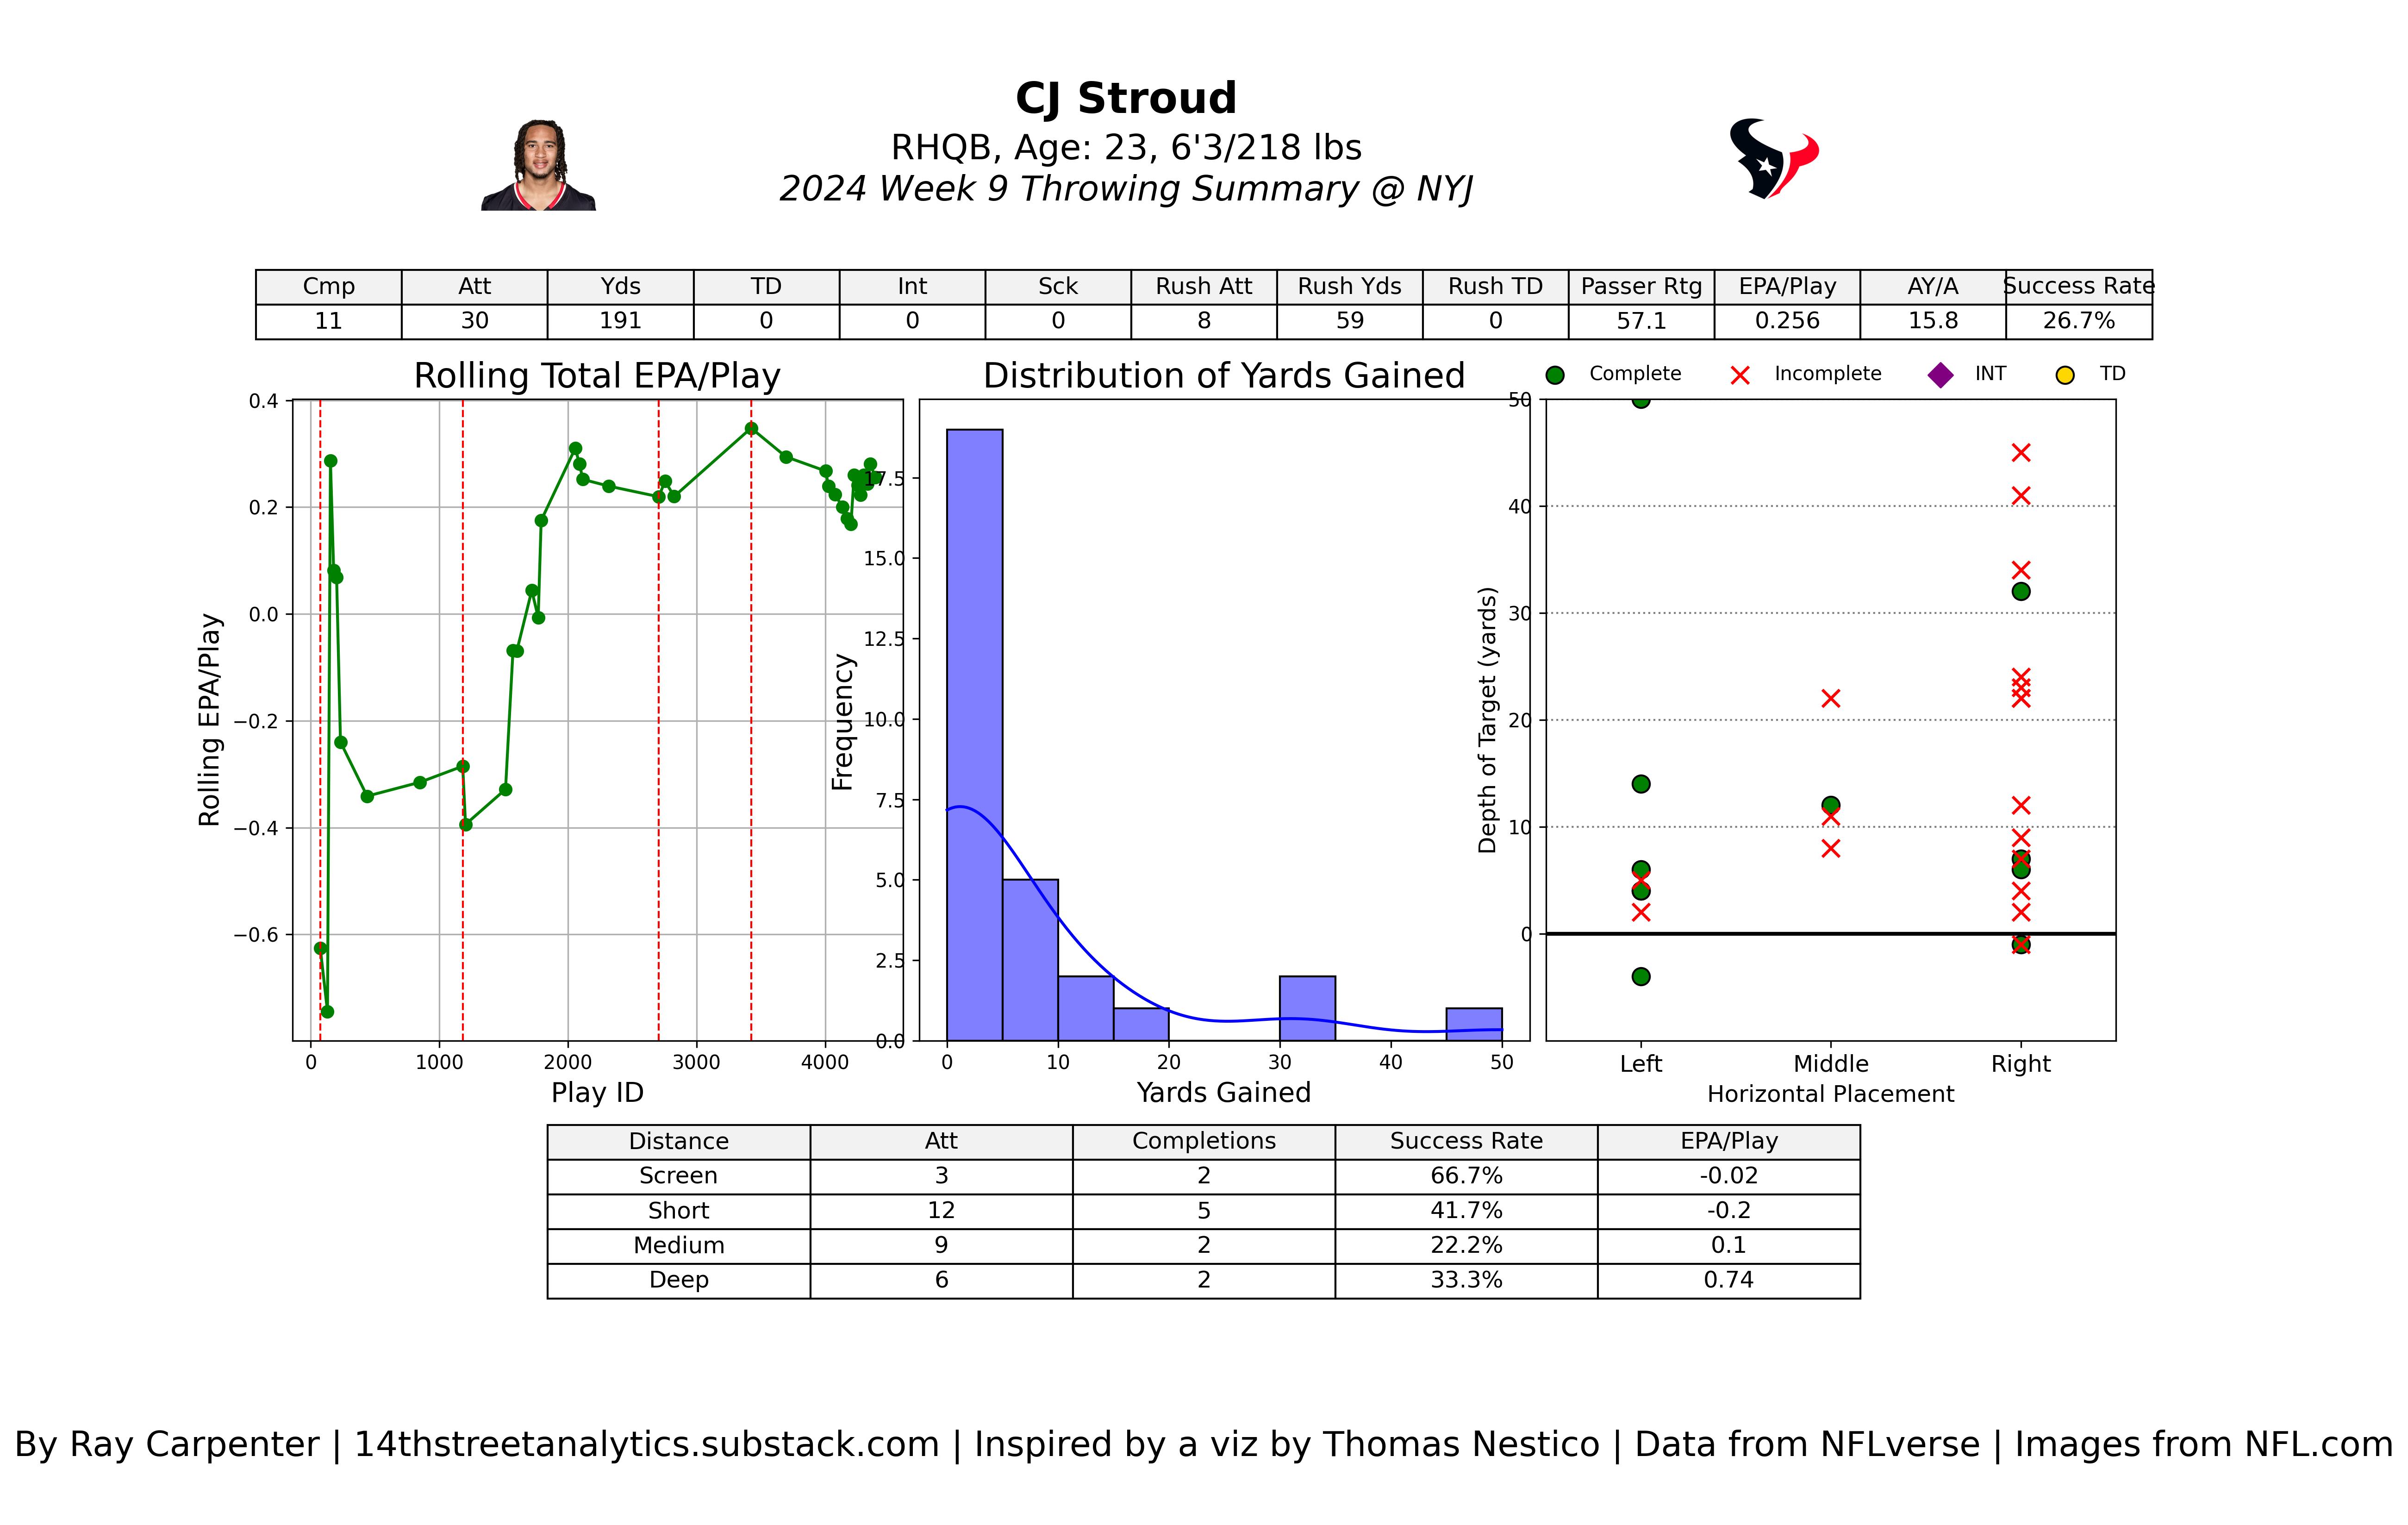 CJ Stroud
RHQB, Age: 23, 6'3/218 lbs
2024 Week 9 Throwing Summary @ NYJ
Cmp Att Yds TD Int Sck Rush Att Rush Yds Rush TD Passer Rtg EPA/Play AY/A Success Rate
11 30 191 0 0 0 8 59 0 57.1 0.256 15.8 26.7%
Rolling Total EPA/Play
0.4
0.2
0.0
−0.2
−0.4
−0.6
Rolling EPA/Play
0 1000 2000 3000 4000
Play ID
Distribution of Yards Gained
17.5
15.0
12.5
10.0
7.5
5.0
2.5
0.0
Frequency
0 10 20 30 40 50
Yards Gained
Complete Incomplete INT TD
50
40
30
20
10
0
Depth of Target (yards)
Left Middle Right
Horizontal Placement
Distance Att Completions Success Rate EPA/Play
Screen 3 2 66.7% -0.02
Short 12 5 41.7% -0.2
Medium 9 2 22.2% 0.1
Deep 6 2 33.3% 0.74
By Ray Carpenter | 14thstreetanalytics.substack.com | Inspired by a viz by Thomas Nestico | Data from NFLverse | Images from NFL.com